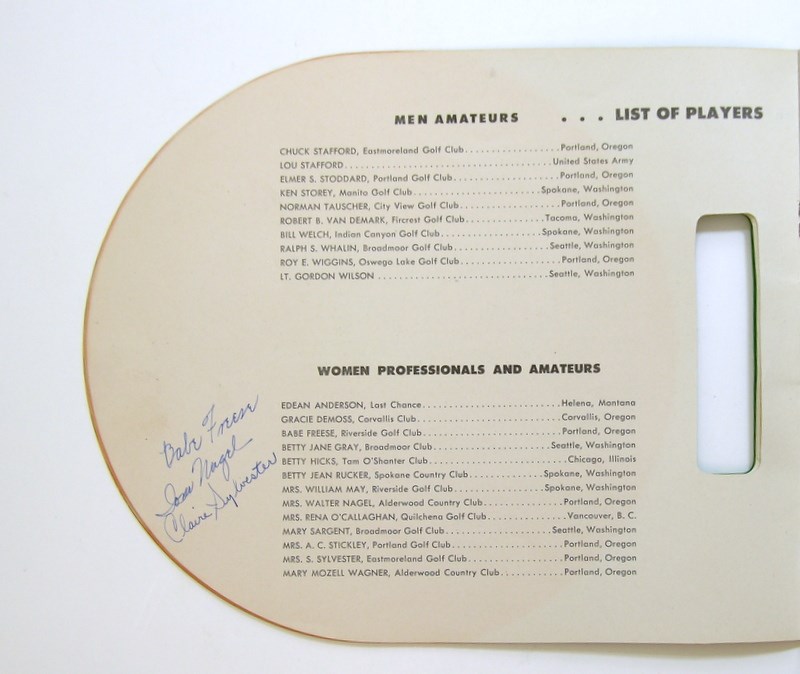 MEN AMATEURS . . . LIST OF PLAYERS
CHUCK STAFFORD, Eastmoreland Golf Club.................Portland, Oregon
LOU STAFFORD.....................................United States Army
ELMER S. STODDARD, Portland Golf Club...................Portland, Oregon
KEN STOREY, Manito Golf Club........................Spokane, Washington
NORMAN TAUSCHER, City View Golf Club.................Portland, Oregon
ROBERT B. VAN DEMARK, Fircrest Golf Club..............Tacoma, Washington
BILL WELCH, Indian Canyon Golf Club..................Spokane, Washington
RALPH S. WHALIN, Broadmoor Golf Club.................Seattle, Washington
ROY E. WIGGINS, Oswego Lake Golf Club.................Portland, Oregon
LT. GORDON WILSON ..............................Seattle, Washington
WOMEN PROFESSIONALS AND AMATEURS
EDEAN ANDERSON, Last Chance........................Helena, Montana
GRACIE DEMOSS, Corvallis Club.........................Corvallis, Oregon
BABE FREESE, Riverside Golf Club........................Portland, Oregon
BETTY JANE GRAY, Broadmoor Club.....................Seattle, Washington
BETTY HICKS, Tam O'Shanter Club........................Chicago, Illinois
BETTY JEAN RUCKER, Spokane Country Club.............Spokane, Washington
MRS. WILLIAM MAY, Riverside Golf Club................Spokane, Washington
MRS. WALTER NAGEL, Alderwood Country Club..............Portland, Oregon
MRS. RENA O'CALLAGHAN, Quilchena Golf Club..............Vancouver, B. C.
MARY SARGENT, Broadmoor Golf Club...................Seattle, Washington
MRS. A. C. STICKLEY, Portland Golf Club...................Portland, Oregon
MRS. S. SYLVESTER, Eastmoreland Golf Club.................Portland, Oregon
MARY MOZELL WAGNER, Alderwood Country Club...........Portland, Oregon
Babe Freese
Nagel
Claire Sylvester